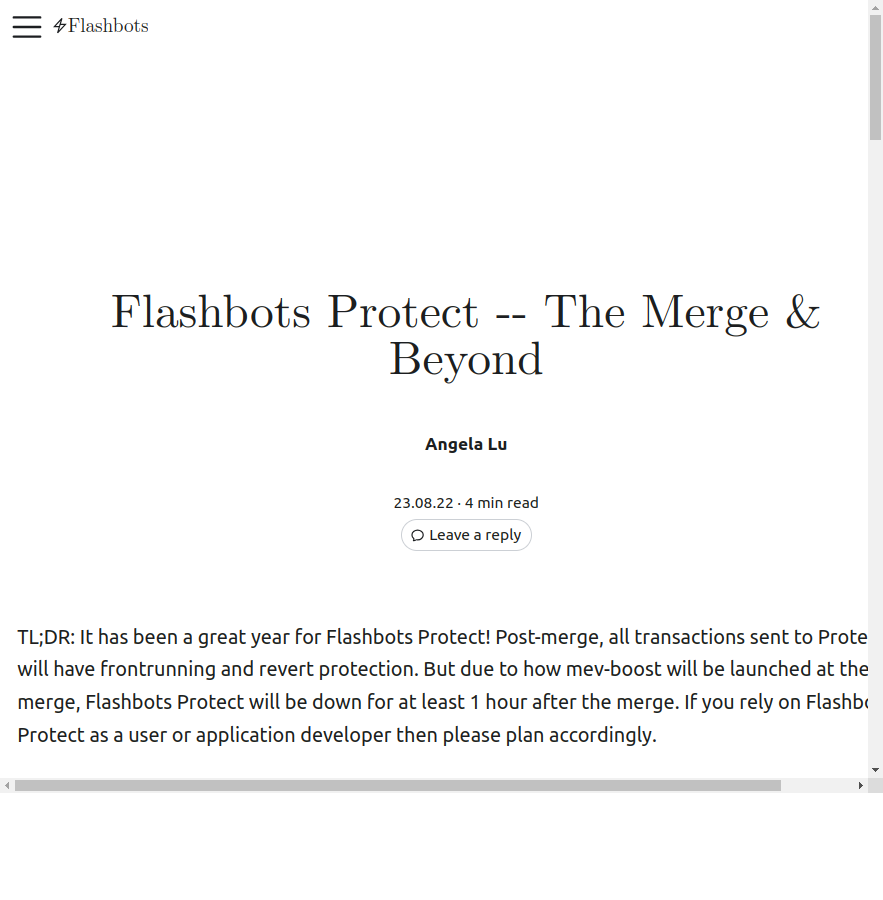 Flashbots
Flashbots Protect -- The Merge &
Beyond
Angela Lu
23.08.22 · 4 min read
Leave a reply
TL;DR: It has been a great year for Flashbots Protect! Post-merge, all transactions sent to Prote
will have frontrunning and revert protection. But due to how mev-boost will be launched at the
merge, Flashbots Protect will be down for at least 1 hour after the merge. If you rely on Flashbo
Protect as a user or application developer then please plan accordingly.